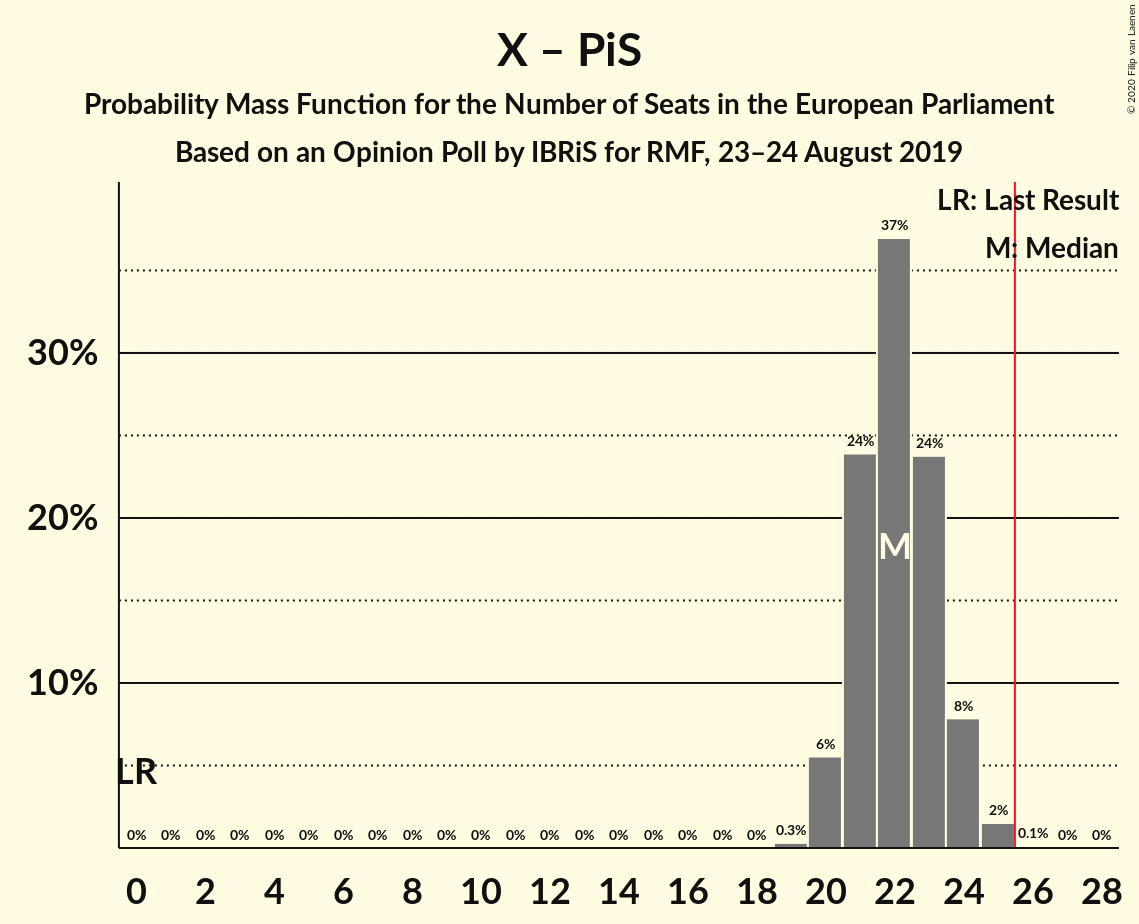 X – PiS
Probability Mass Function for the Number of Seats in the European Parliament
Based on an Opinion Poll by IBRiS for RMF, 23–24 August 2019
© 2020 Filip van Laenen
LR: Last Result
M: Median
37%
30%
24% 24%
20%
M
10%
8%
6%
LR
2%
0% 0% 0% 0% 0% 0% 0% 0% 0% 0% 0% 0% 0% 0% 0% 0% 0% 0% 0% 0.3% 0.1% 0% 0%
0 2 4 6 8 10 12 14 16 18 20 22 24 26 28